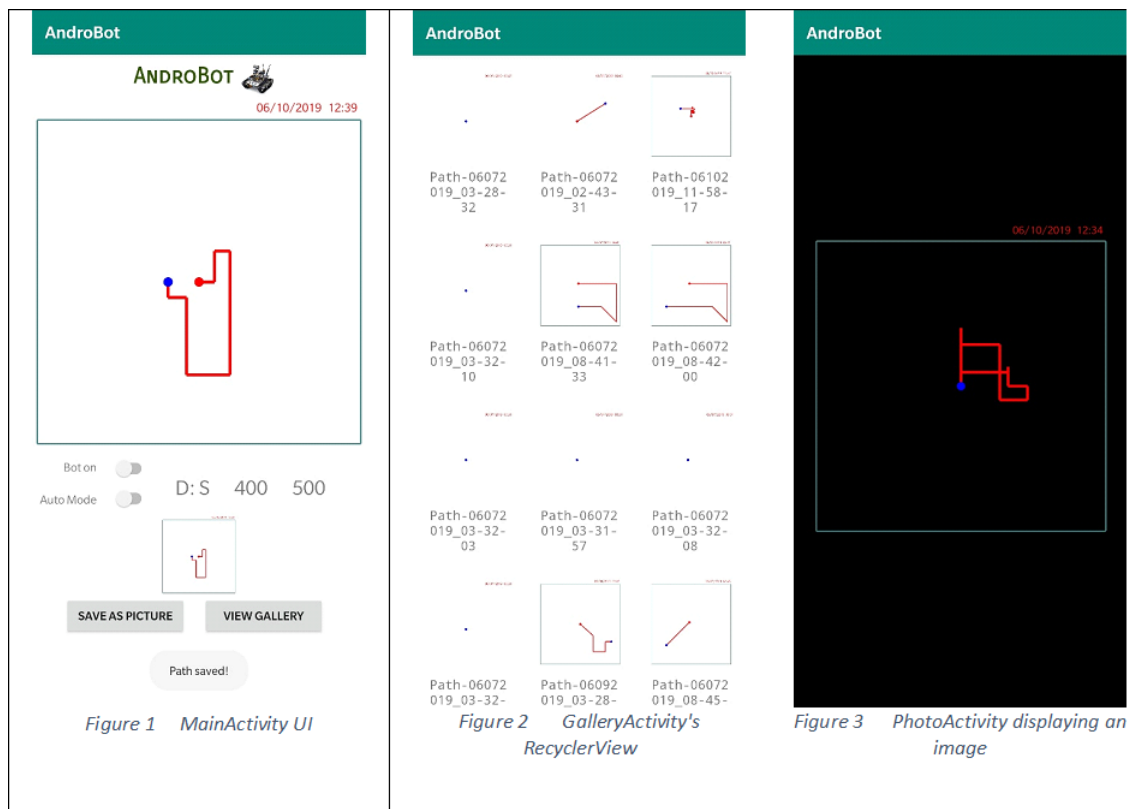 AndroBot
ANDROBOT
06/10/2019 12:39
Bot on
Auto Mode
D: S 400 500
SAVE AS PICTURE
VIEW GALLERY
Path saved!
Figure 1 MainActivity UI
AndroBot
Path-06072
019_03-28-
32
Path-06072
019_02-43-
31
Path-06102
019_11-58-
17
Path-06072
019_03-32-
10
Path-06072
019_08-41-
33
Path-06072
019_08-42-
00
Path-06072
019_03-32-
03
Path-06072
019_03-31-
57
Path-06072
019_03-32-
08
Path-06072
019_03-32-
Path-06092
019_03-28-
Path-06072
019_08-45-
Figure 2 GalleryActivity's
RecyclerView
AndroBot
06/10/2019 12:34
Figure 3 PhotoActivity displaying an
image